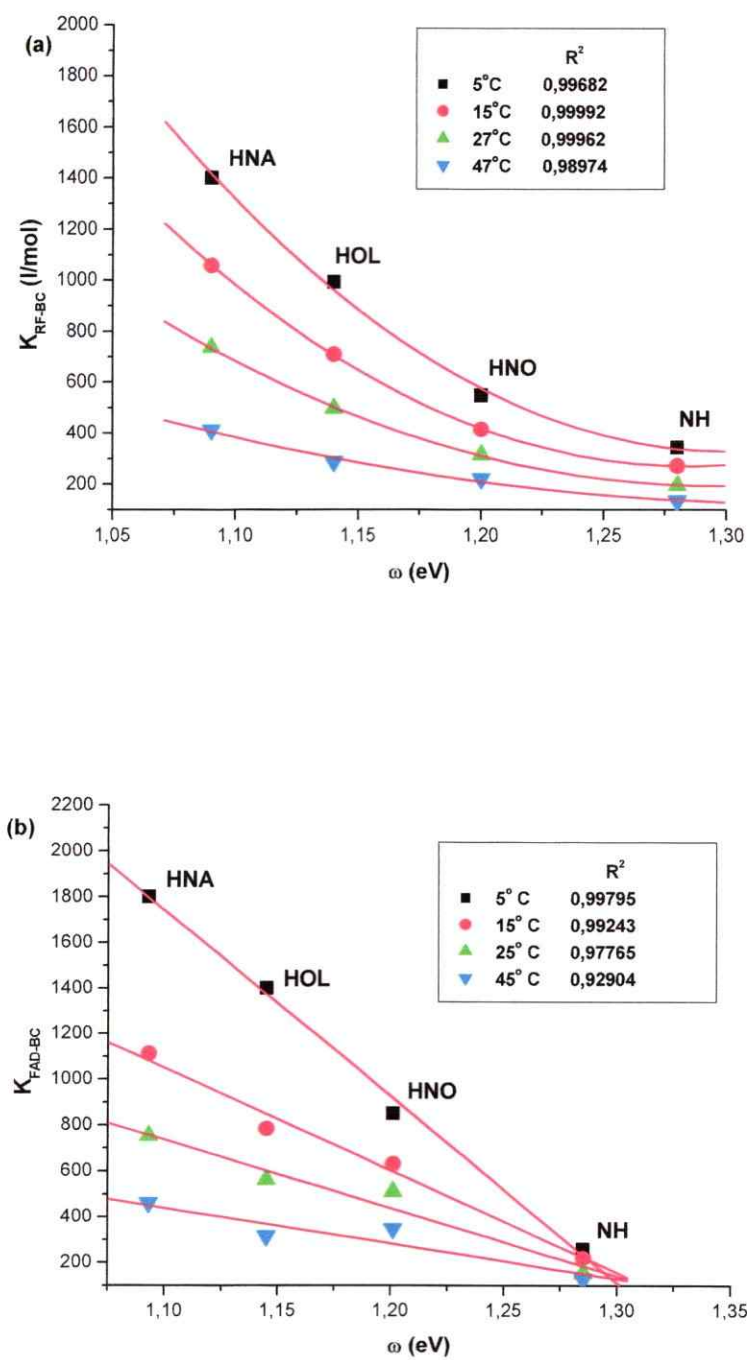 (a)
2000
1800
1600
1400
1200
1000
800
600
400
200
K_RF-BC (l/mol)
R²
5°C 0,99682
15°C 0,99992
27°C 0,99962
47°C 0,98974
HNA
HOL
HNO
NH
1,05 1,10 1,15 1,20 1,25 1,30
ω (eV)
(b)
2200
2000
1800
1600
1400
1200
1000
800
600
400
200
K_FAD-BC
R²
5° C 0,99795
15° C 0,99243
25° C 0,97765
45° C 0,92904
HNA
HOL
HNO
NH
1,10 1,15 1,20 1,25 1,30 1,35
ω (eV)